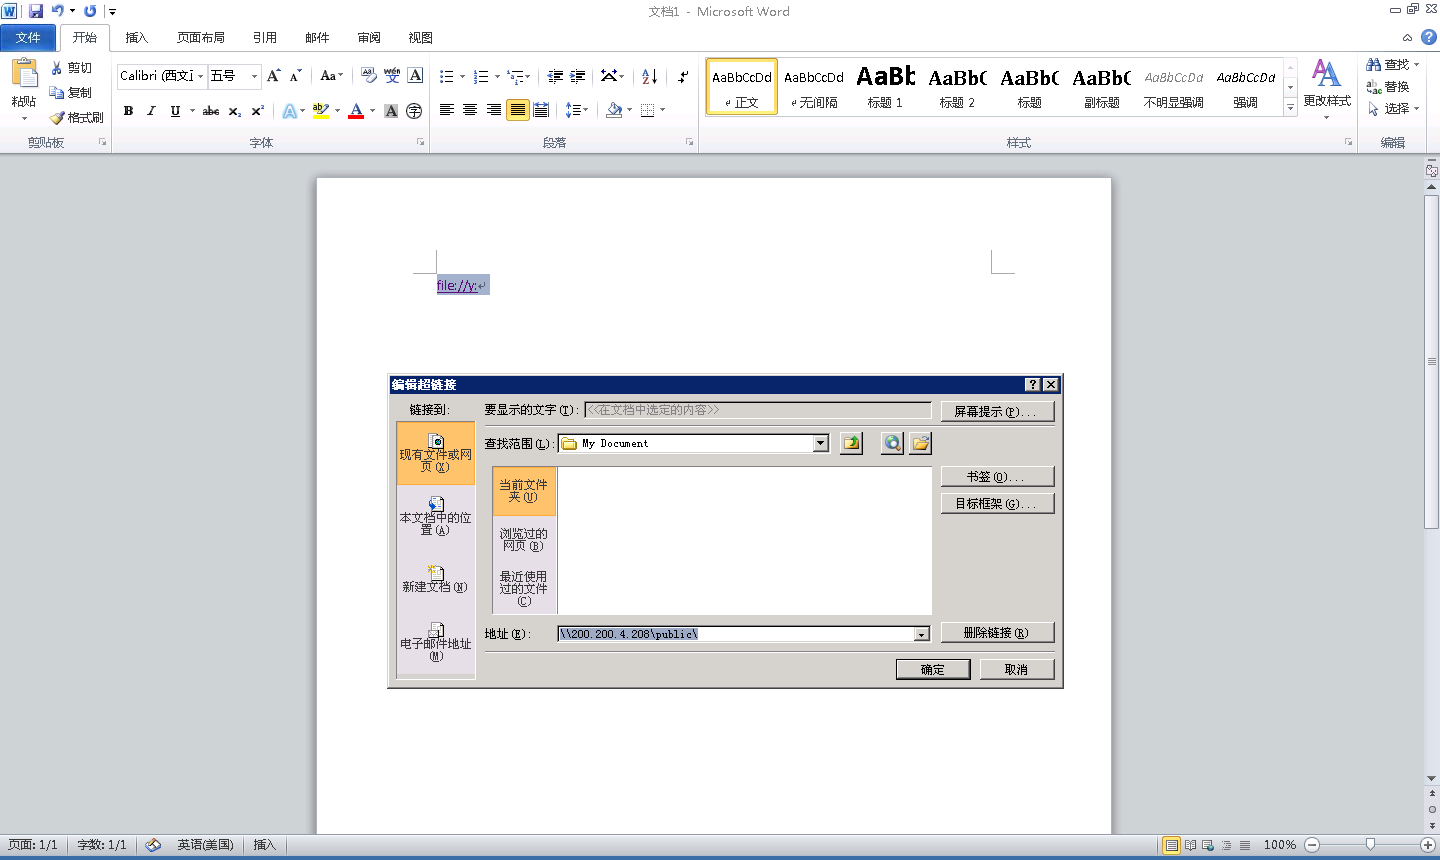 文档1 - Microsoft Word
文件 开始 插入 页面布局 引用 邮件 审阅 视图
粘贴 剪切 复制 格式刷
剪贴板
Calibri (西文正 五号
字体
段落
AaBbCcDd AaBbCcDd AaBb AaBbC AaBbC AaBbC AaBbCcDd AaBbCcDd
正文 无间隔 标题 1 标题 2 标题 副标题 不明显强调 强调
更改样式
样式
查找
替换
选择
编辑
file://y:
编辑超链接
链接到:
要显示的文字(T): <<在文档中选定的内容>>
屏幕提示(P)...
现有文件或网页(X)
查找范围(L): My Document
当前文件夹(U)
书签(O)...
目标框架(G)...
本文档中的位置(A)
浏览过的网页(B)
新建文档(N)
最近使用过的文件(C)
电子邮件地址(M)
地址(E): \\200.200.4.208\public\
删除链接(R)
确定
取消
页面: 1/1 字数: 1/1 英语(美国) 插入 100%